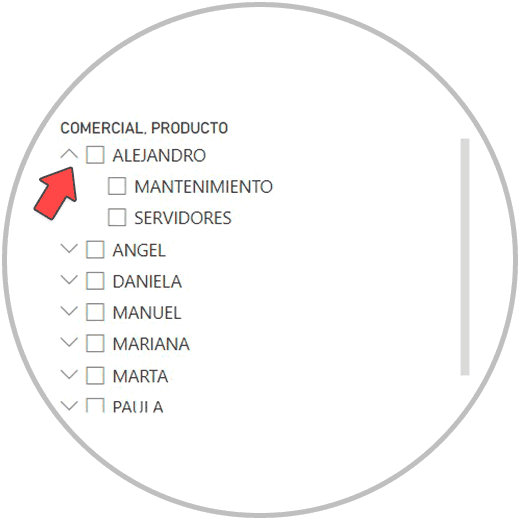 COMERCIAL, PRODUCTO
ALEJANDRO
MANTENIMIENTO
SERVIDORES
ANGEL
DANIELA
MANUEL
MARIANA
MARTA
PAULA